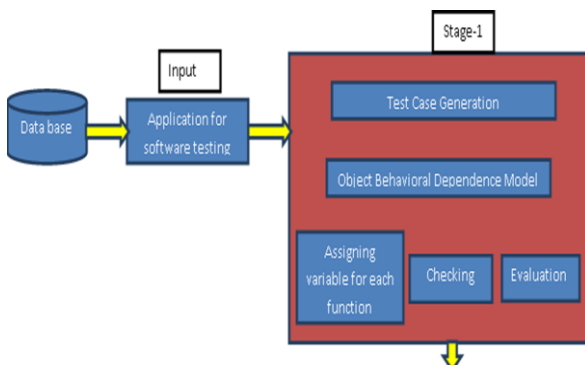 Stage-1
Input
Test Case Generation
Data base
Application for
software testing
Object Behavioral Dependence Model
Assigning
variable for each
function
Checking
Evaluation